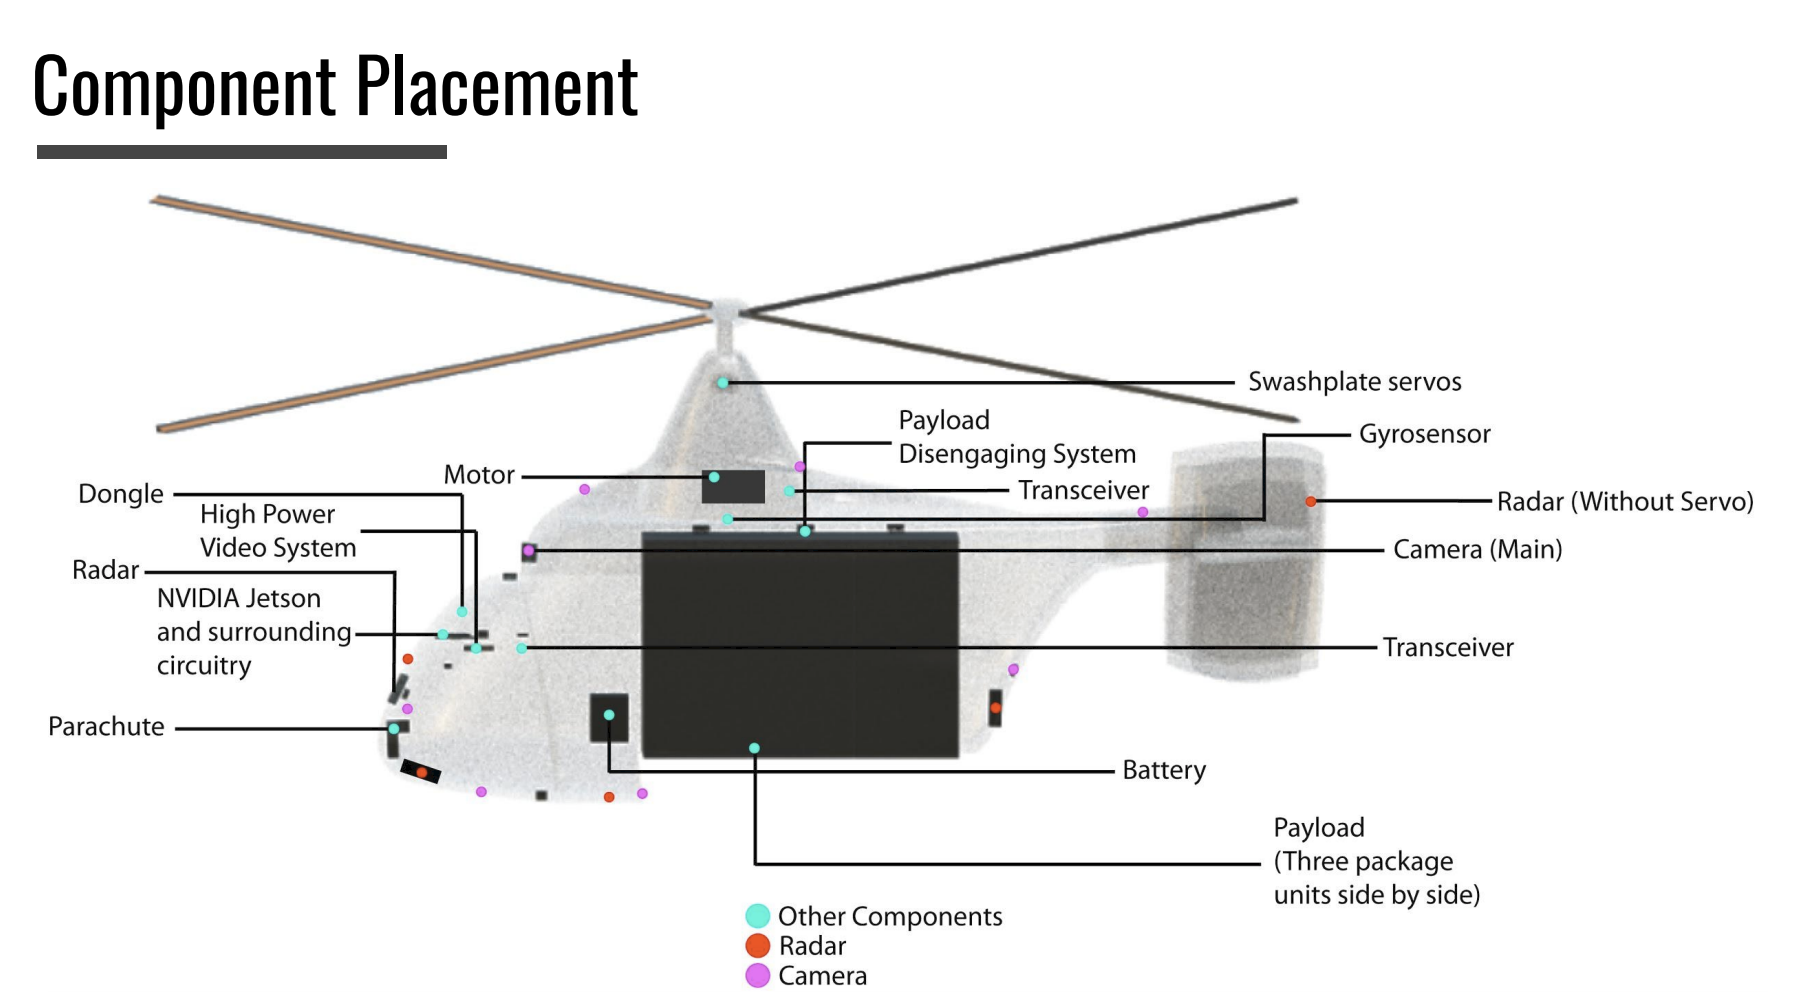 Component Placement
Swashplate servos
Payload
Disengaging System
Gyrosensor
Motor
Transceiver
Dongle
High Power
Video System
Radar (Without Servo)
Camera (Main)
Radar
NVIDIA Jetson
and surrounding
circuitry
Transceiver
Parachute
Battery
Payload
(Three package
units side by side)
Other Components
Radar
Camera